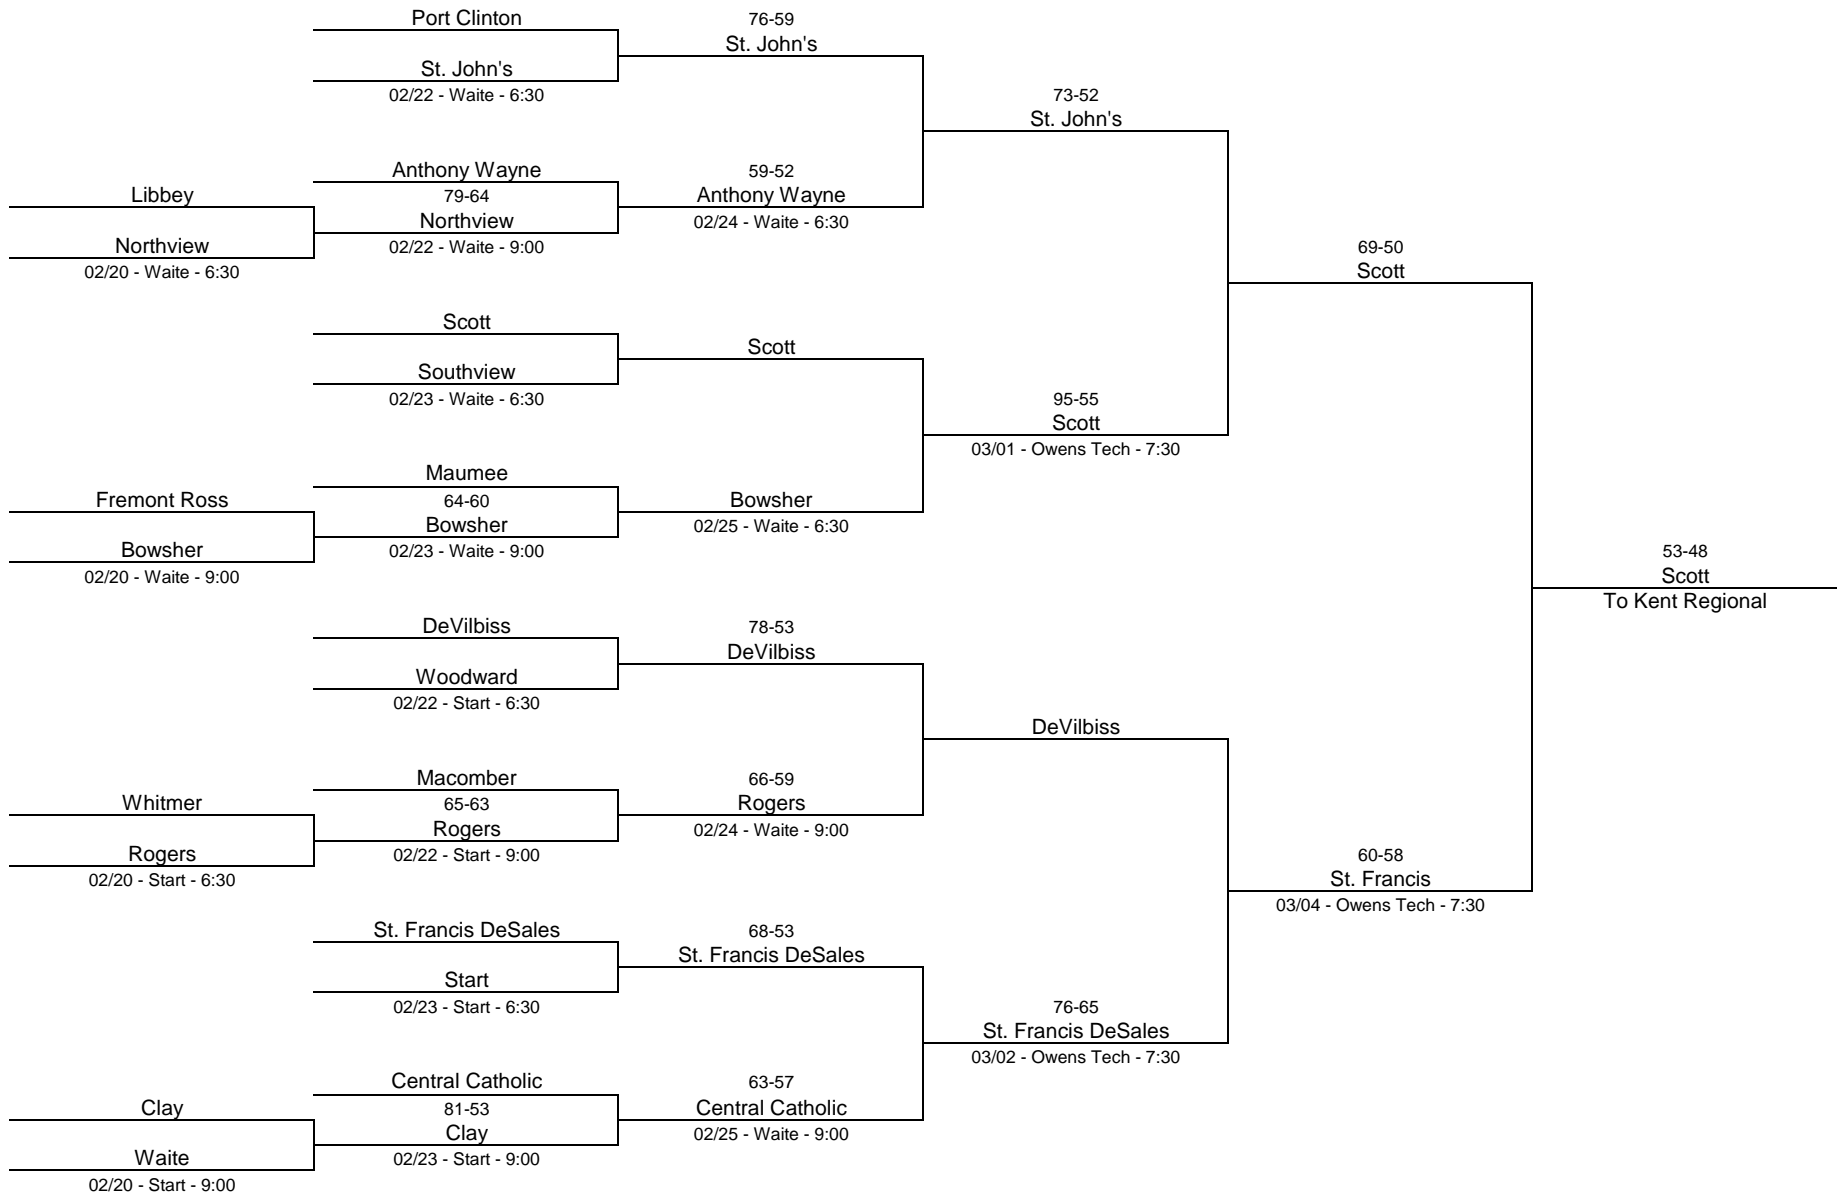 Port Clinton
St. John's
02/22 - Waite - 6:30
76-59
St. John's
73-52
St. John's
Libbey
Northview
02/20 - Waite - 6:30
Anthony Wayne
79-64
Northview
02/22 - Waite - 9:00
59-52
Anthony Wayne
02/24 - Waite - 6:30
69-50
Scott
Scott
Southview
02/23 - Waite - 6:30
Scott
95-55
Scott
03/01 - Owens Tech - 7:30
Fremont Ross
Bowsher
02/20 - Waite - 9:00
Maumee
64-60
Bowsher
02/23 - Waite - 9:00
Bowsher
02/25 - Waite - 6:30
53-48
Scott
To Kent Regional
DeVilbiss
Woodward
02/22 - Start - 6:30
78-53
DeVilbiss
DeVilbiss
Whitmer
Rogers
02/20 - Start - 6:30
Macomber
65-63
Rogers
02/22 - Start - 9:00
66-59
Rogers
02/24 - Waite - 9:00
60-58
St. Francis
03/04 - Owens Tech - 7:30
St. Francis DeSales
Start
02/23 - Start - 6:30
68-53
St. Francis DeSales
76-65
St. Francis DeSales
03/02 - Owens Tech - 7:30
Clay
Waite
02/20 - Start - 9:00
Central Catholic
81-53
Clay
02/23 - Start - 9:00
63-57
Central Catholic
02/25 - Waite - 9:00